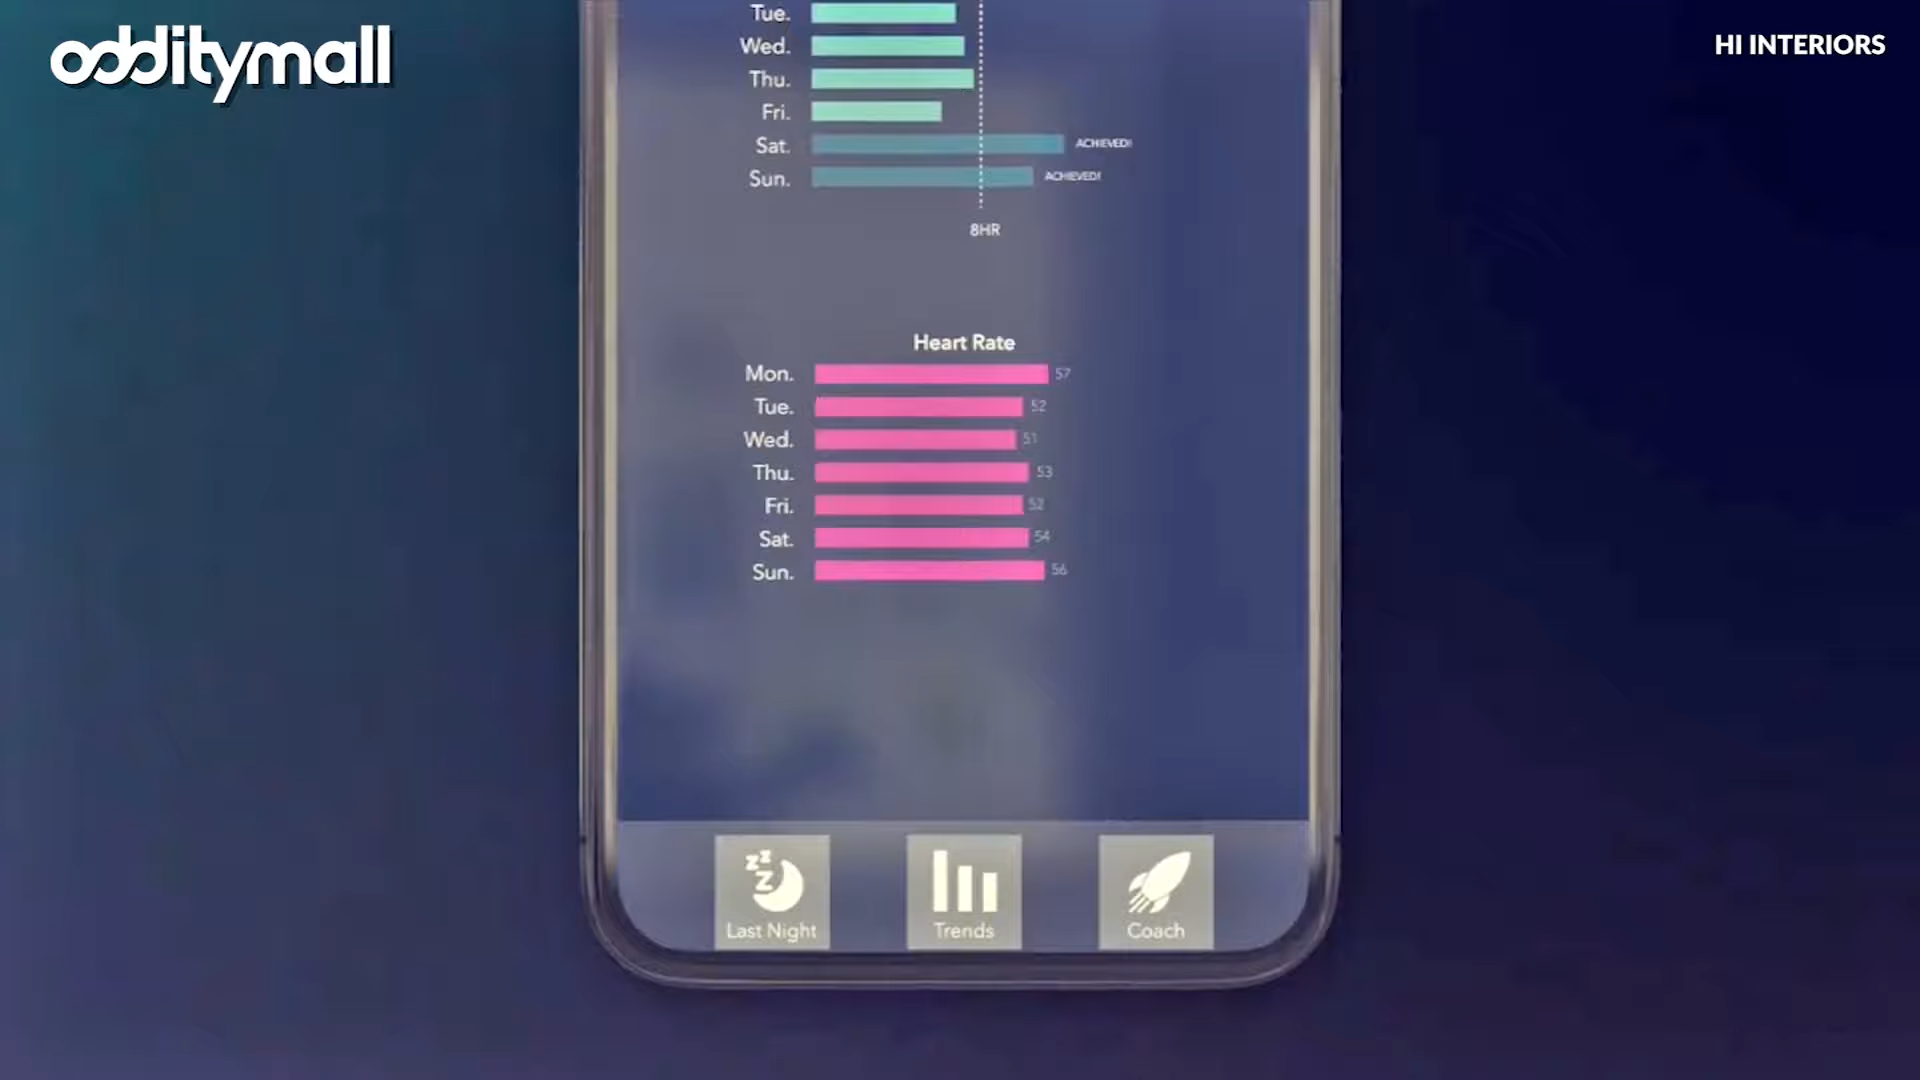 odditymall
HI INTERIORS
Tue.
Wed.
Thu.
Fri.
Sat. ACHIEVED!
Sun. ACHIEVED!
8HR
Heart Rate
Mon. 57
Tue. 52
Wed. 51
Thu. 53
Fri. 52
Sat. 54
Sun. 56
zzz
Last Night
Trends
Coach